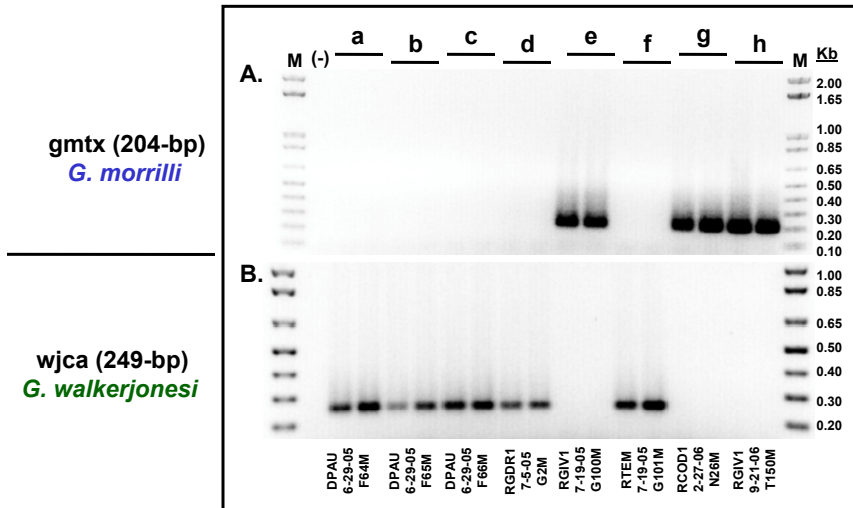 a b c d e f g h
M (-) M Kb
A.
2.00
1.65
1.00
0.85
0.65
0.50
0.40
0.30
0.20
0.10
gmtx (204-bp)
G. morrilli
B.
1.00
0.85
0.65
0.50
0.40
0.30
0.20
wjca (249-bp)
G. walkerjonesi
DPAU
6-29-05
F64M
DPAU
6-29-05
F65M
DPAU
6-29-05
F66M
RGDR1
7-5-05
G2M
RGIV1
7-19-05
G100M
RTEM
7-19-05
G101M
RCOD1
2-27-06
N26M
RGIV1
9-21-06
T150M